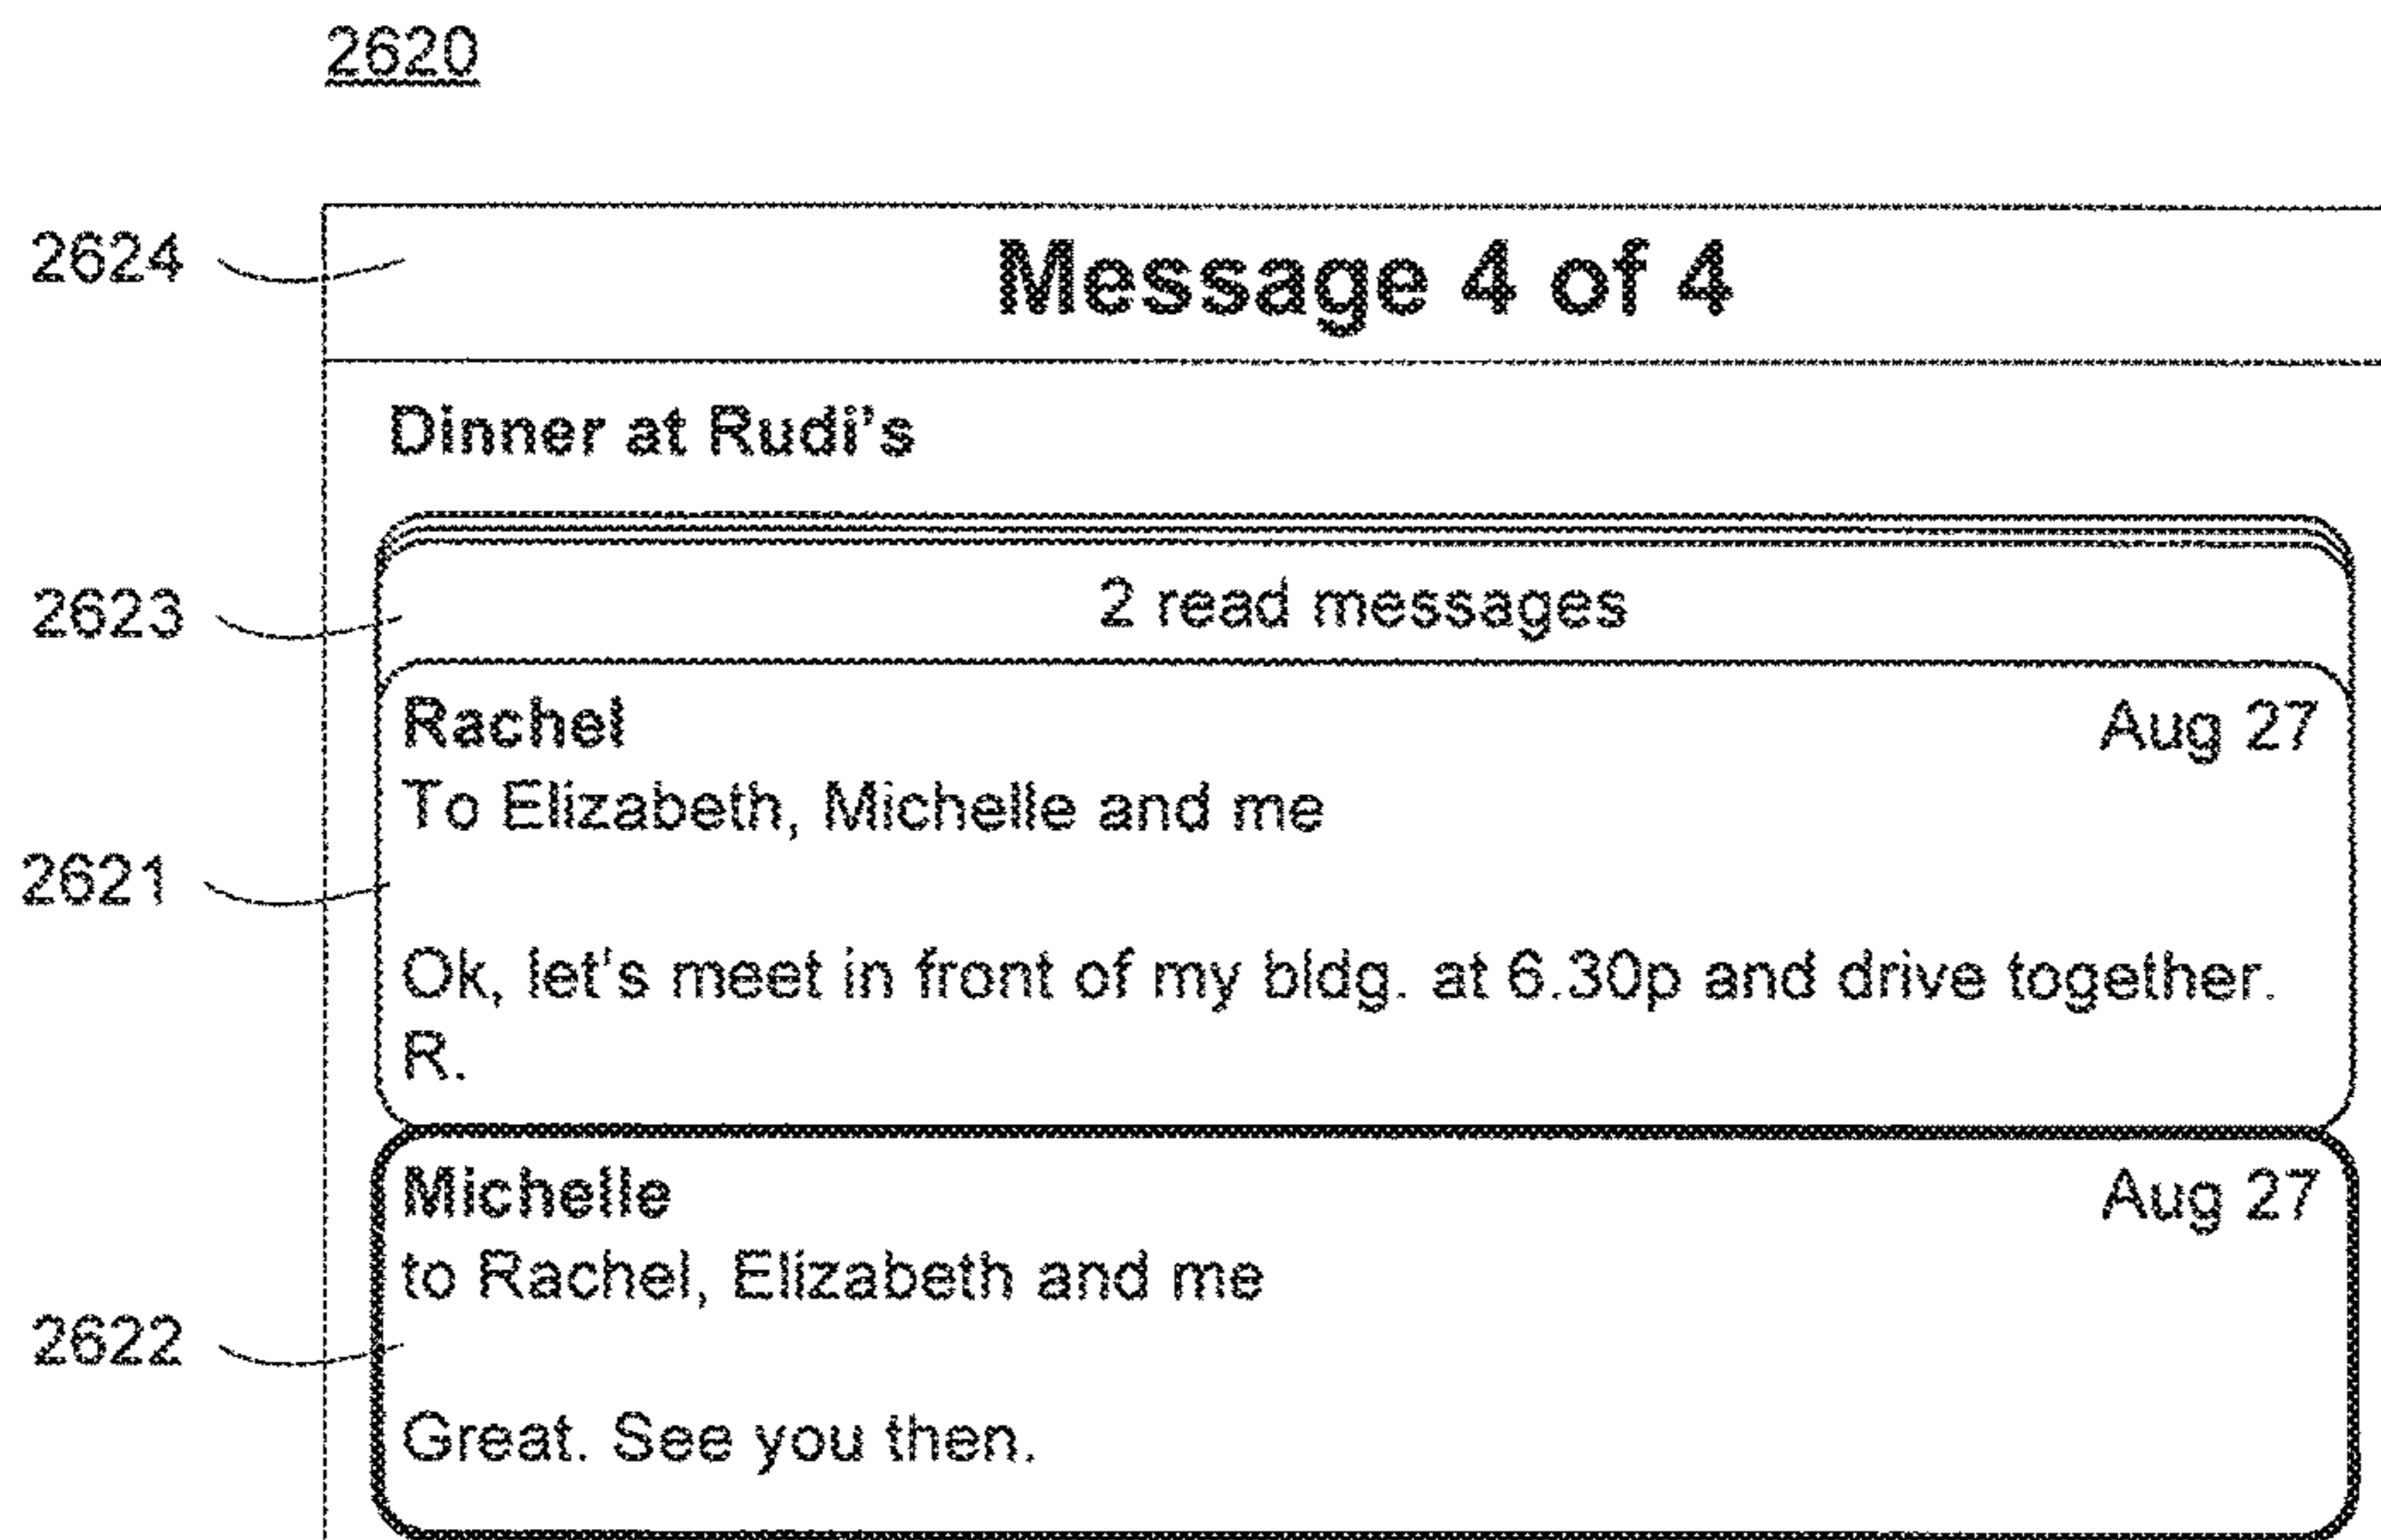 2620
2624
Message 4 of 4
Dinner at Rudi's
2623
2 read messages
Rachel Aug 27
To Elizabeth, Michelle and me
2621
Ok, let's meet in front of my bldg. at 6.30p and drive together.
R.
Michelle Aug 27
to Rachel, Elizabeth and me
2622
Great. See you then.